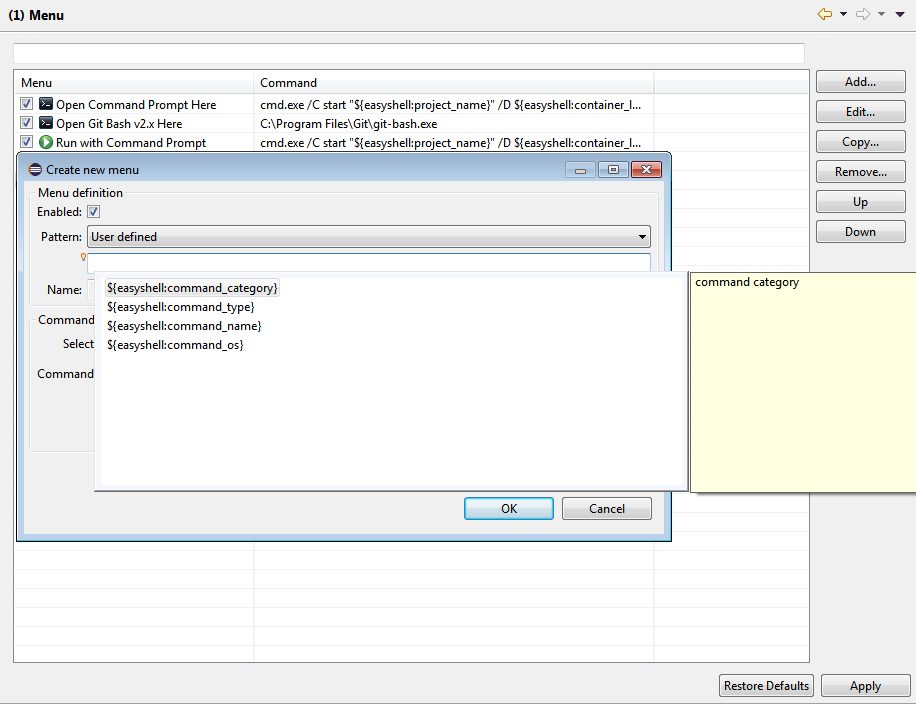 (1) Menu
Menu Command
Open Command Prompt Here cmd.exe /C start "${easyshell:project_name}" /D ${easyshell:container_l...
Open Git Bash v2.x Here C:\Program Files\Git\git-bash.exe
Run with Command Prompt cmd.exe /C start "${easyshell:project_name}" /D ${easyshell:container_l...
Add...
Edit...
Copy...
Remove...
Up
Down
Create new menu
Menu definition
Enabled:
Pattern: User defined
Name:
${easyshell:command_category}
${easyshell:command_type}
${easyshell:command_name}
${easyshell:command_os}
command category
Command
Select
Command
OK Cancel
Restore Defaults Apply